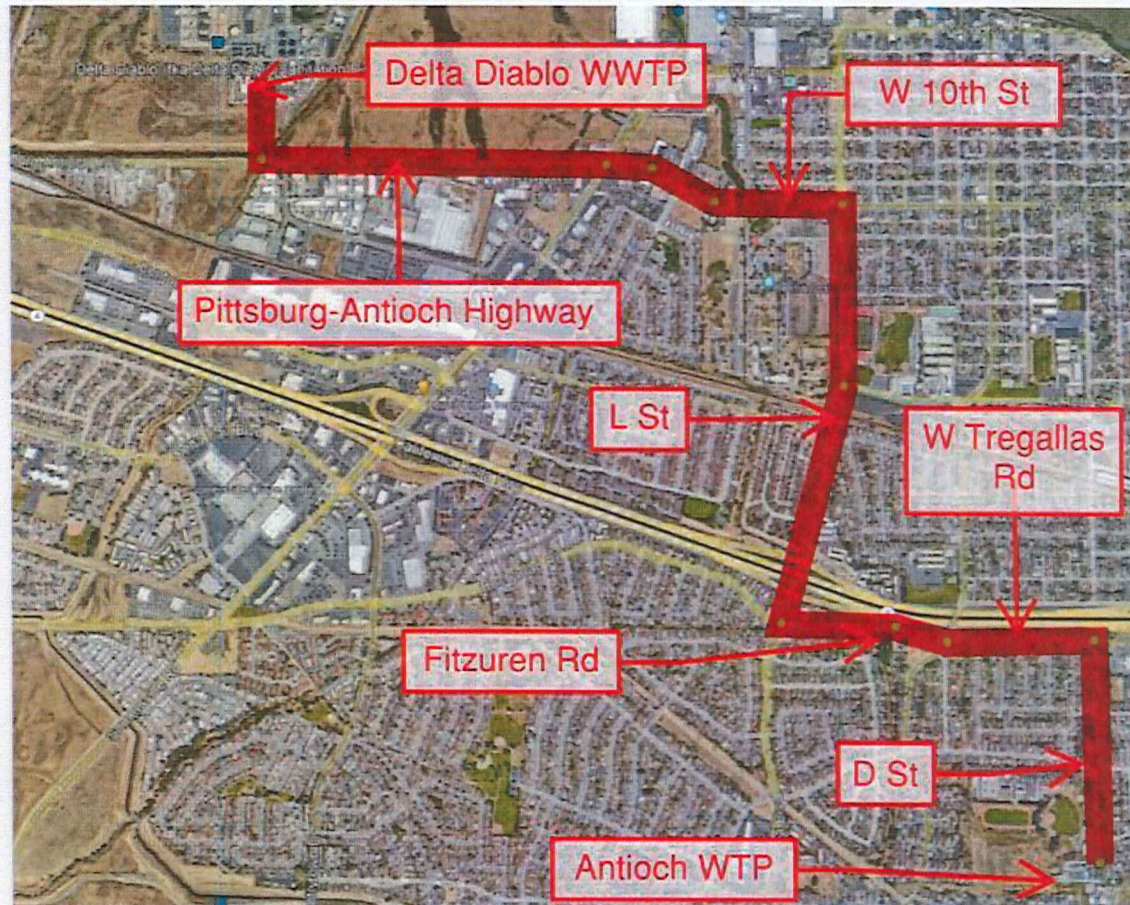 Delta Diablo WWTP
W 10th St
Pittsburg-Antioch Highway
L St
W Tregallas
Rd
Fitzuren Rd
D St
Antioch WTP